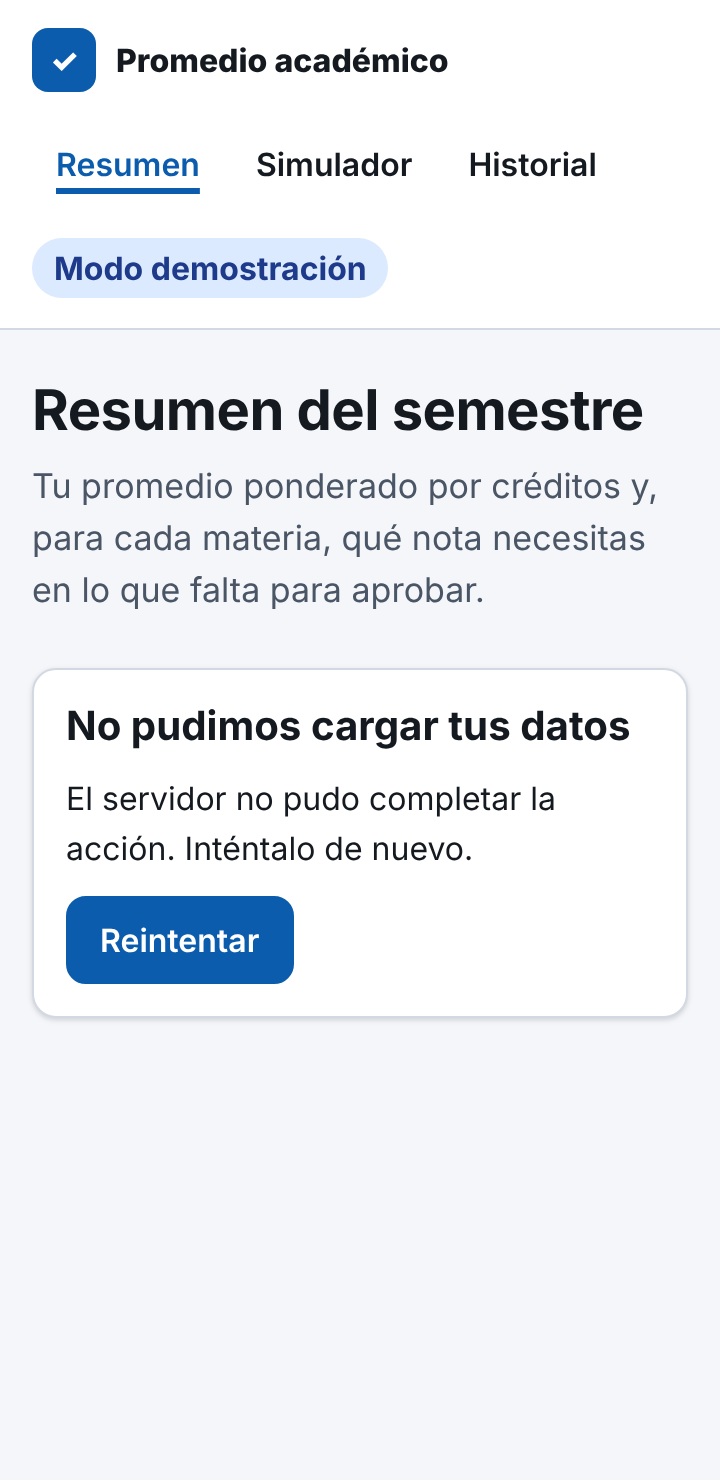 Promedio académico
Resumen
Simulador
Historial
Modo demostración
Resumen del semestre
Tu promedio ponderado por créditos y,
para cada materia, qué nota necesitas
en lo que falta para aprobar.
No pudimos cargar tus datos
El servidor no pudo completar la
acción. Inténtalo de nuevo.
Reintentar